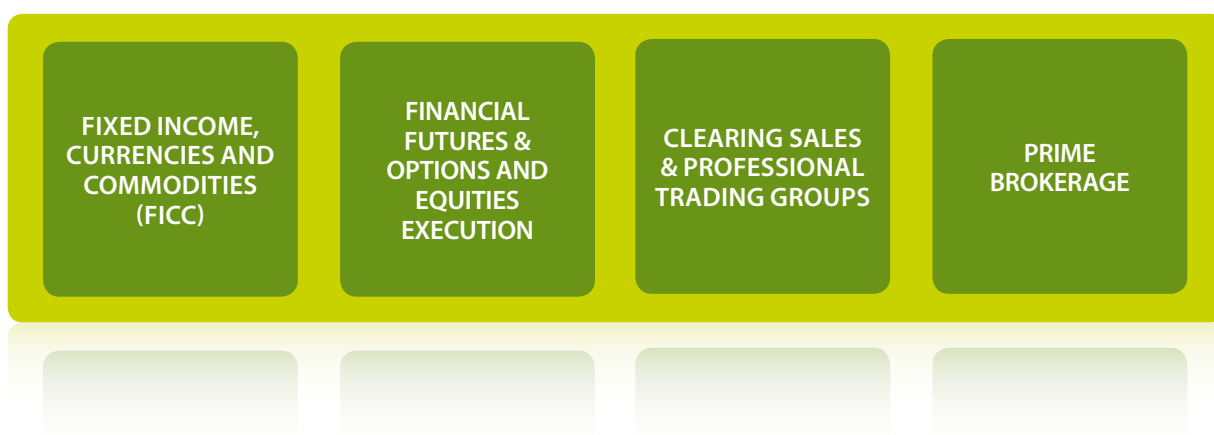 FIXED INCOME,
CURRENCIES AND
COMMODITIES
(FICC)
FINANCIAL
FUTURES &
OPTIONS AND
EQUITIES
EXECUTION
CLEARING SALES
& PROFESSIONAL
TRADING GROUPS
PRIME
BROKERAGE